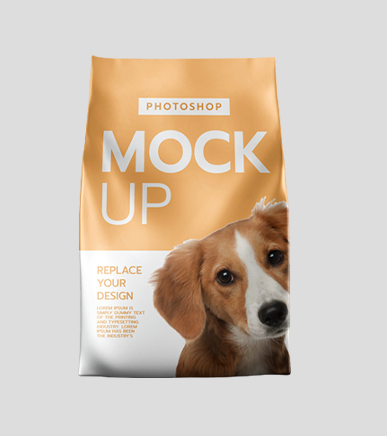 PHOTOSHOP
MOCK
UP
REPLACE
YOUR
DESIGN
LOREM IPSUM IS
SIMPLY DUMMY TEXT
OF THE PRINTING
AND TYPESETTING
INDUSTRY. LOREM
IPSUM HAS BEEN
THE INDUSTRY'S